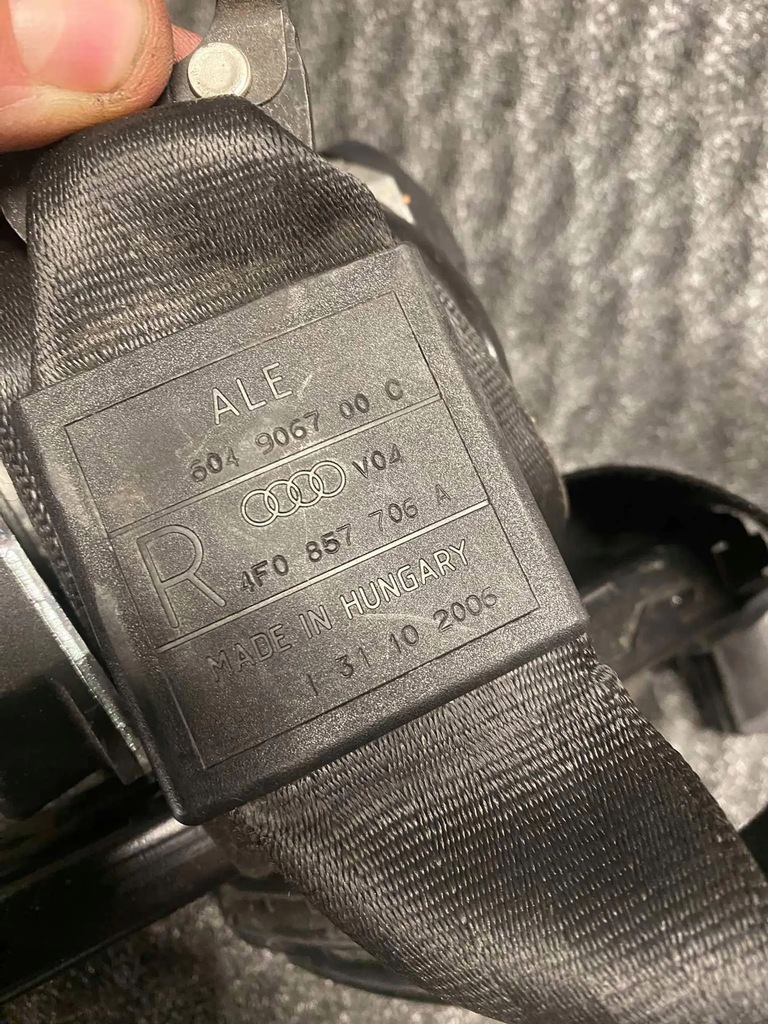 ALE
604 9067 00 C
V04
R 4F0 857 706 A
MADE IN HUNGARY
1 31 10 2006